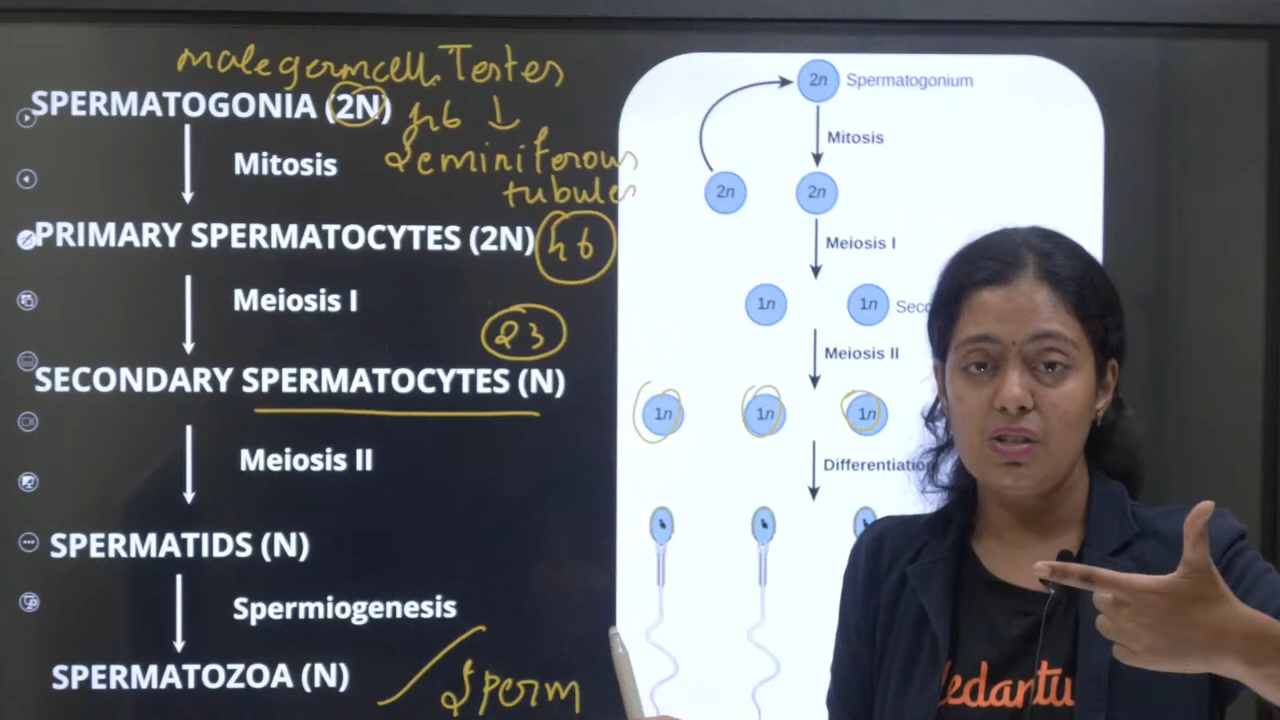 male germcell. Testes
SPERMATOGONIA (2N)
46
Seminiferous
tubules
Mitosis
PRIMARY SPERMATOCYTES (2N)
46
Meiosis I
23
SECONDARY SPERMATOCYTES (N)
Meiosis II
SPERMATIDS (N)
Spermiogenesis
SPERMATOZOA (N)
Sperm
2n Spermatogonium
Mitosis
2n 2n
Meiosis I
1n 1n
Meiosis II
1n 1n 1n